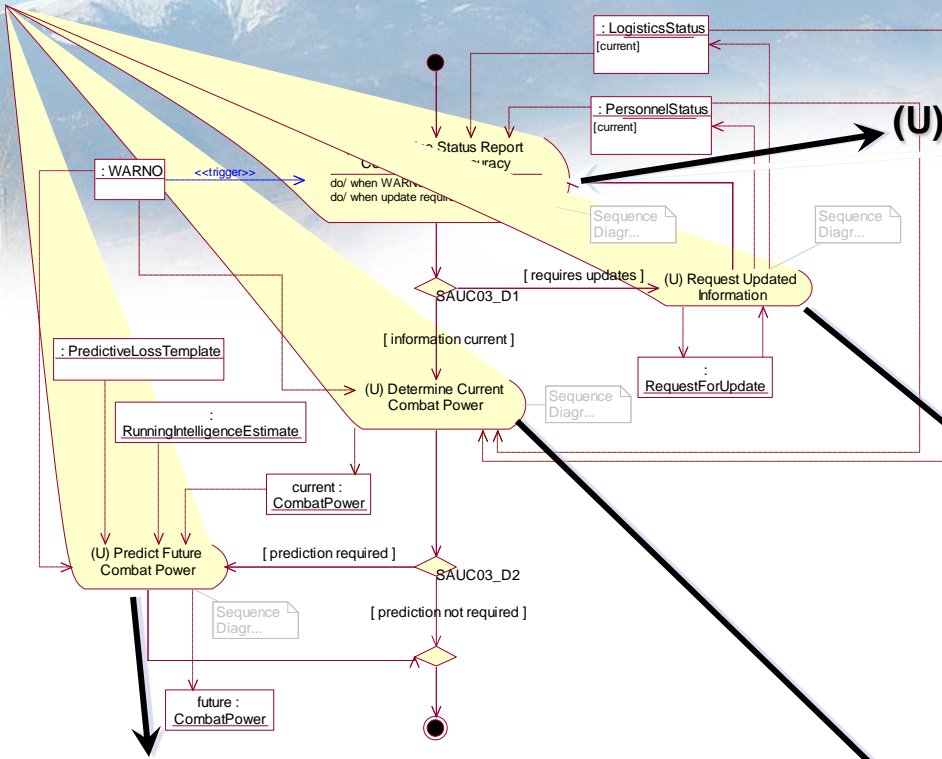 : LogisticsStatus
[current]
: PersonnelStatus
[current]
(U)
Status Report
: WARNO
<<trigger>>
do/ when WARN
do/ when update requir
Sequence
Diagr...
Sequence
Diagr...
[ requires updates ]
(U) Request Updated
Information
SAUC03_D1
[ information current ]
: PredictiveLossTemplate
:
RequestForUpdate
(U) Determine Current
Combat Power
Sequence
Diagr...
:
RunningIntelligenceEstimate
current :
CombatPower
(U) Predict Future
Combat Power
[ prediction required ]
SAUC03_D2
Sequence
Diagr...
[ prediction not required ]
future :
CombatPower